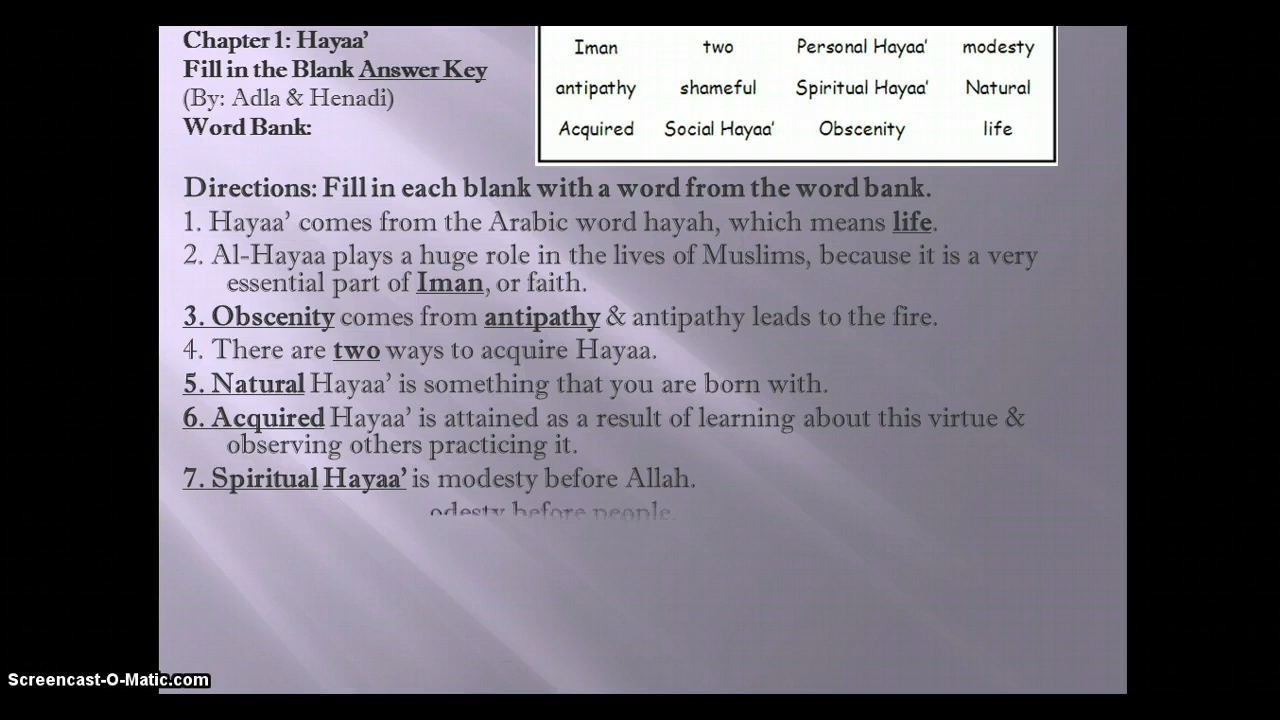 Chapter 1: Hayaa’
Fill in the Blank Answer Key
(By: Adla & Henadi)
Word Bank:
Iman two Personal Hayaa’ modesty
antipathy shameful Spiritual Hayaa’ Natural
Acquired Social Hayaa’ Obscenity life
Directions: Fill in each blank with a word from the word bank.
1. Hayaa’ comes from the Arabic word hayah, which means life.
2. Al-Hayaa plays a huge role in the lives of Muslims, because it is a very
essential part of Iman, or faith.
3. Obscenity comes from antipathy & antipathy leads to the fire.
4. There are two ways to acquire Hayaa.
5. Natural Hayaa’ is something that you are born with.
6. Acquired Hayaa’ is attained as a result of learning about this virtue &
observing others practicing it.
7. Spiritual Hayaa’ is modesty before Allah.
odesty before people.
Screencast-O-Matic.com